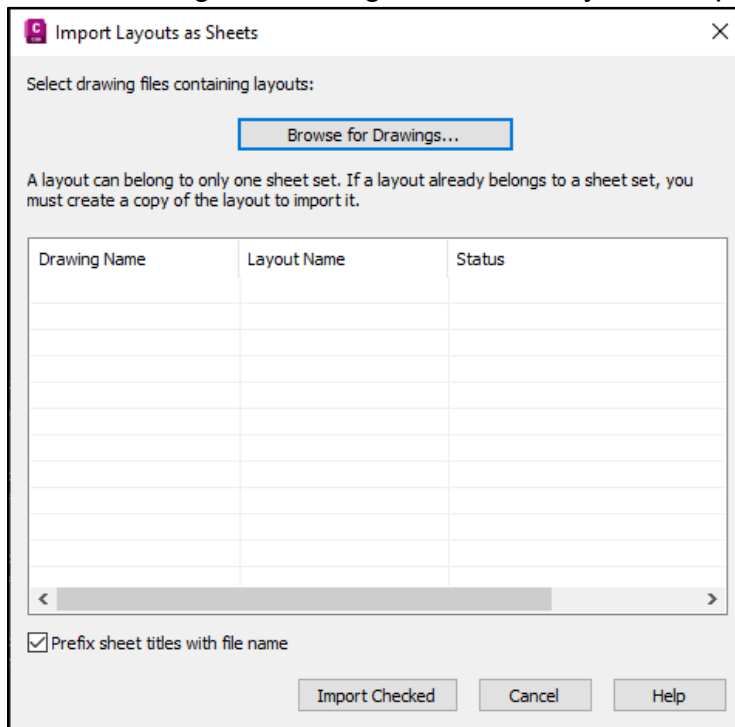 Import Layouts as Sheets
Select drawing files containing layouts:
Browse for Drawings...
A layout can belong to only one sheet set. If a layout already belongs to a sheet set, you
must create a copy of the layout to import it.
Drawing Name Layout Name Status
Prefix sheet titles with file name
Import Checked Cancel Help